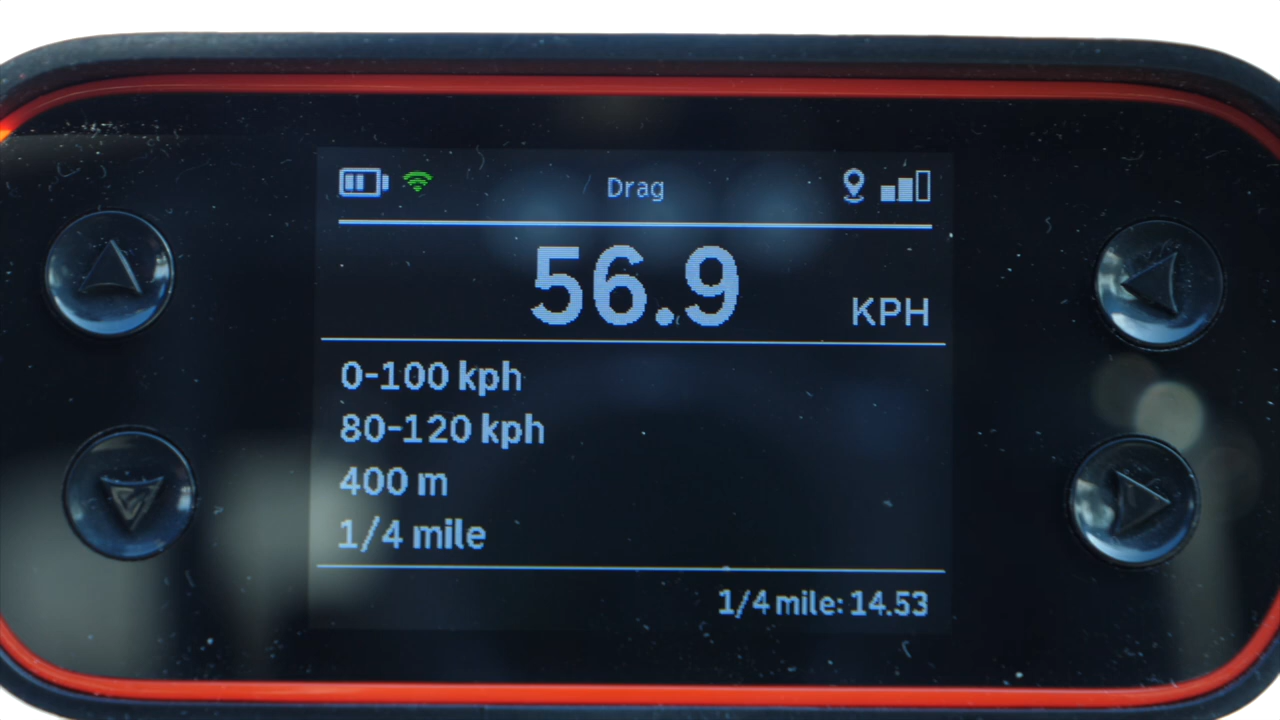 Drag
56.9 KPH
0-100 kph
80-120 kph
400 m
1/4 mile
1/4 mile: 14.53